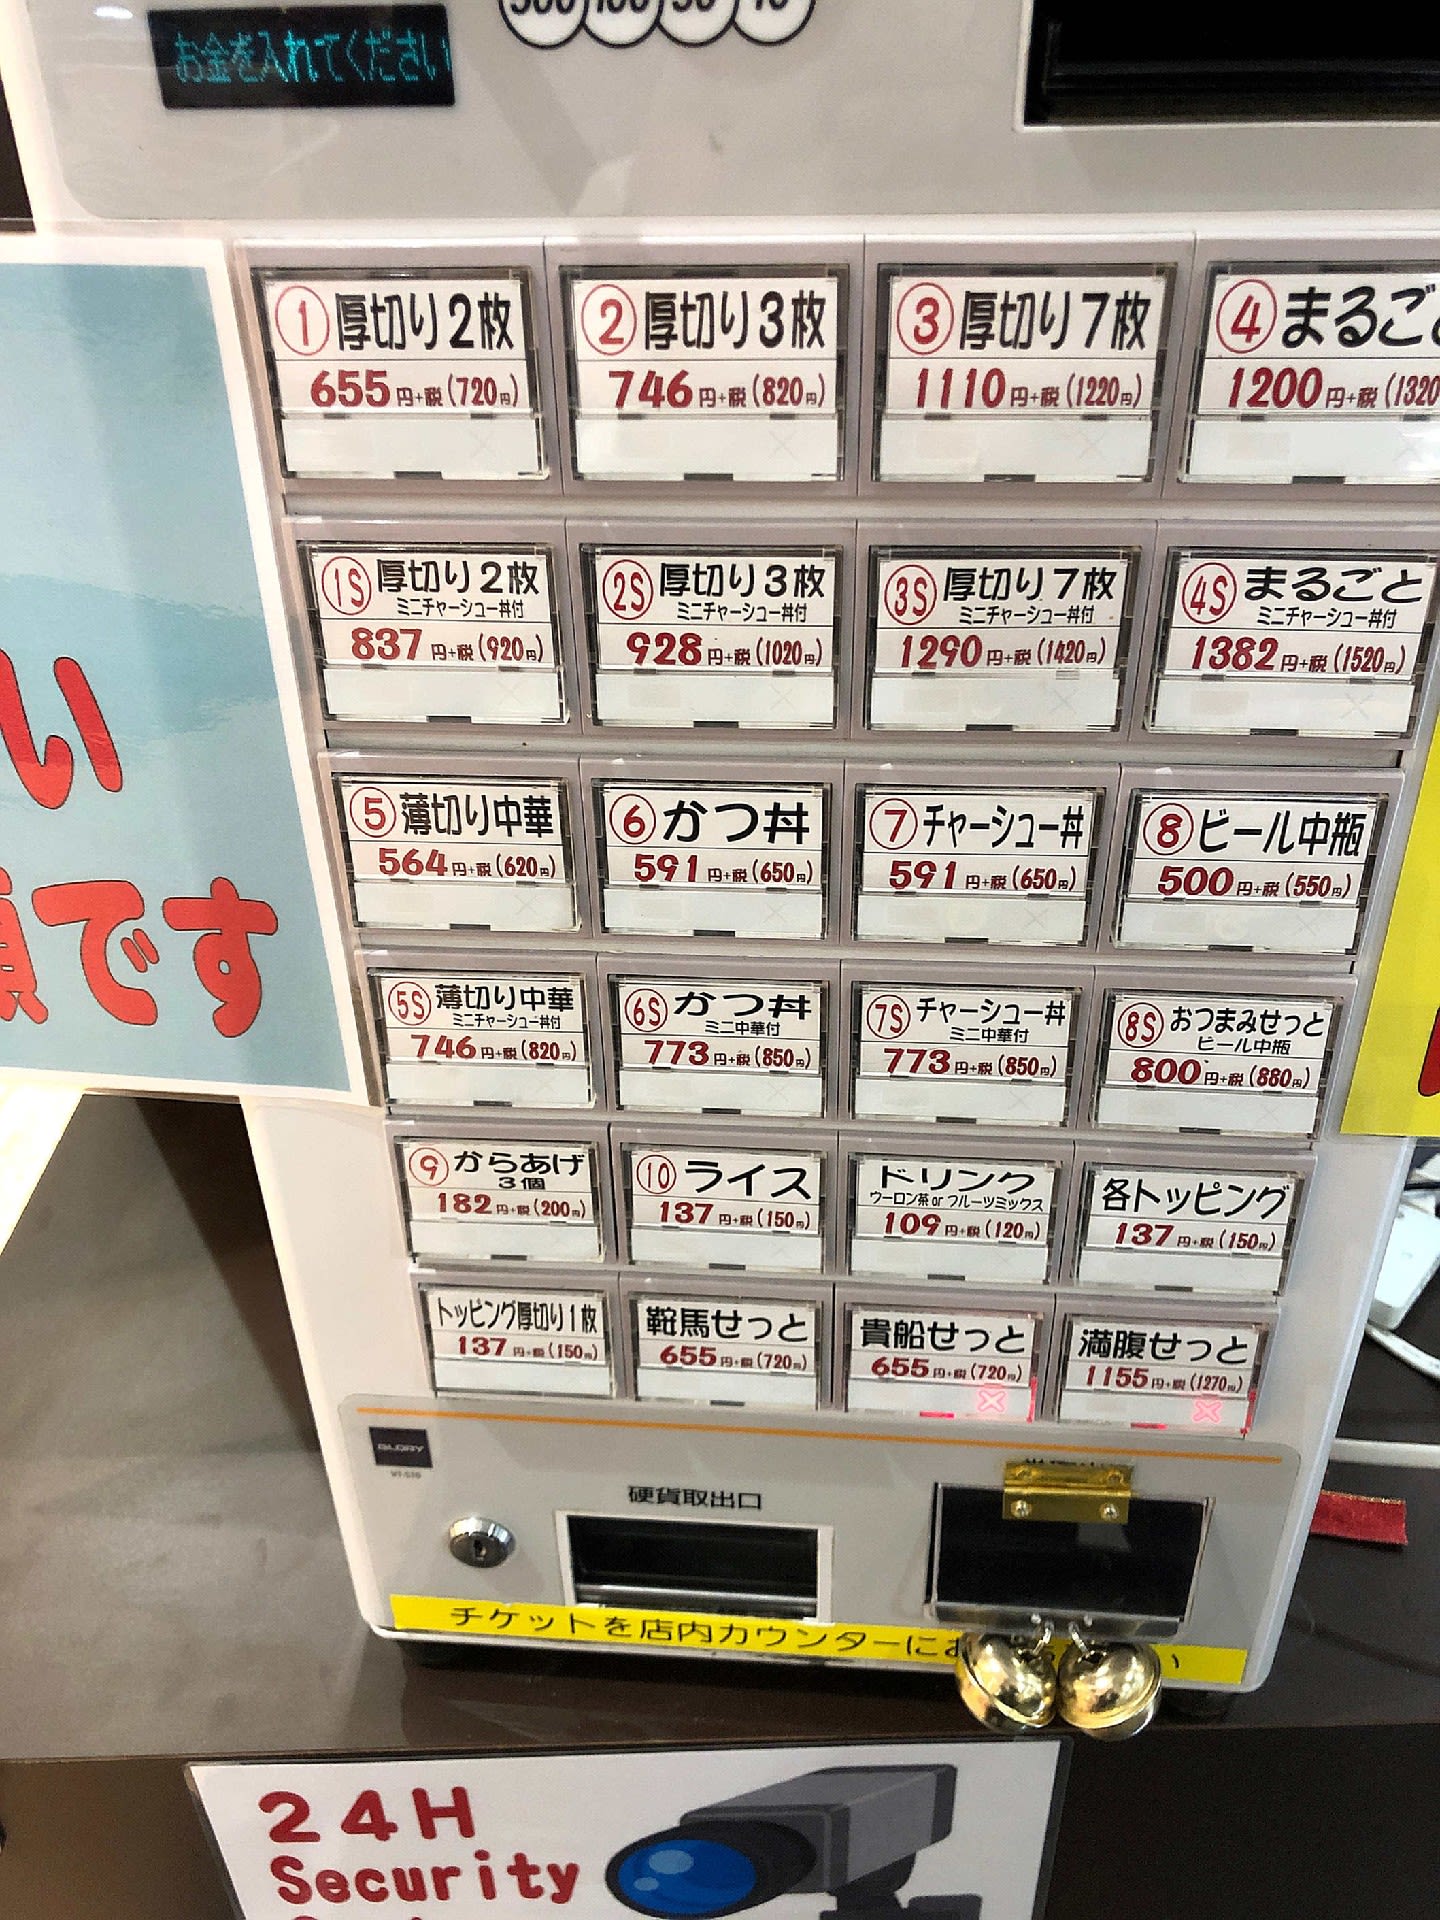 お金を入れてください
500 100 50 10
① 厚切り2枚
655円+税(720円)
② 厚切り3枚
746円+税(820円)
③ 厚切り7枚
1110円+税(1220円)
④ まるごと
1200円+税(1320
1S 厚切り2枚
ミニチャーシュー丼付
837円+税(920円)
2S 厚切り3枚
ミニチャーシュー丼付
928円+税(1020円)
3S 厚切り7枚
ミニチャーシュー丼付
1290円+税(1420円)
4S まるごと
ミニチャーシュー丼付
1382円+税(1520円)
⑤ 薄切り中華
564円+税(620円)
⑥ かつ丼
591円+税(650円)
⑦ チャーシュー丼
591円+税(650円)
⑧ ビール中瓶
500円+税(550円)
5S 薄切り中華
ミニチャーシュー丼付
746円+税(820円)
6S かつ丼
ミニ中華付
773円+税(850円)
7S チャーシュー丼
ミニ中華付
773円+税(850円)
8S おつまみせっと
ビール中瓶
800円+税(880円)
⑨ からあげ
3個
182円+税(200円)
⑩ ライス
137円+税(150円)
ドリンク
ウーロン茶 or フルーツミックス
109円+税(120円)
各トッピング
137円+税(150円)
トッピング厚切り1枚
137円+税(150円)
鞍馬せっと
655円+税(720円)
貴船せっと
655円+税(720円)
満腹せっと
1155円+税(1270円)
い
です
GLORY
VT-S10
硬貨取出口
チケットを店内カウンターにお
い
24H
Security